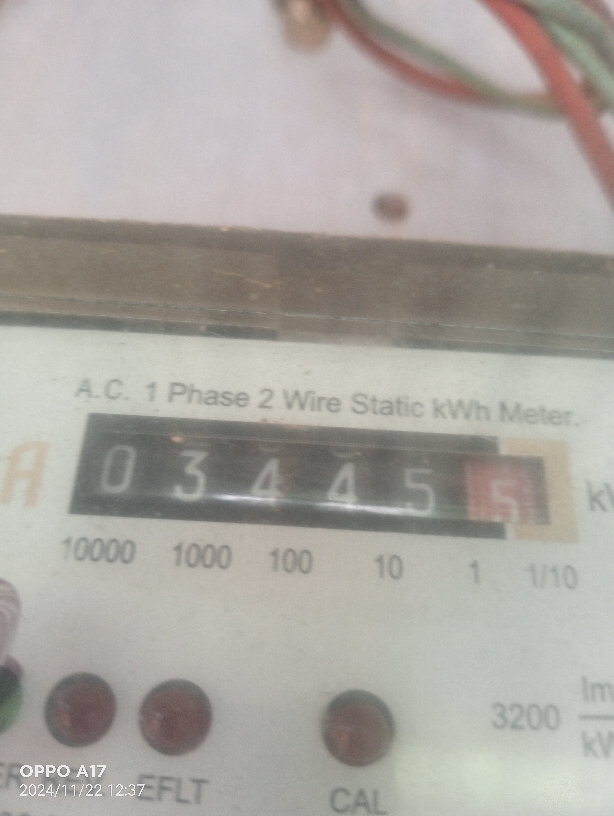 A.C. 1 Phase 2 Wire Static kWh Meter.
A 0 3 4 4 5 5
10000 1000 100 10 1 1/10
3200
EFLT
CAL
OPPO A17
2024/11/22 12:37